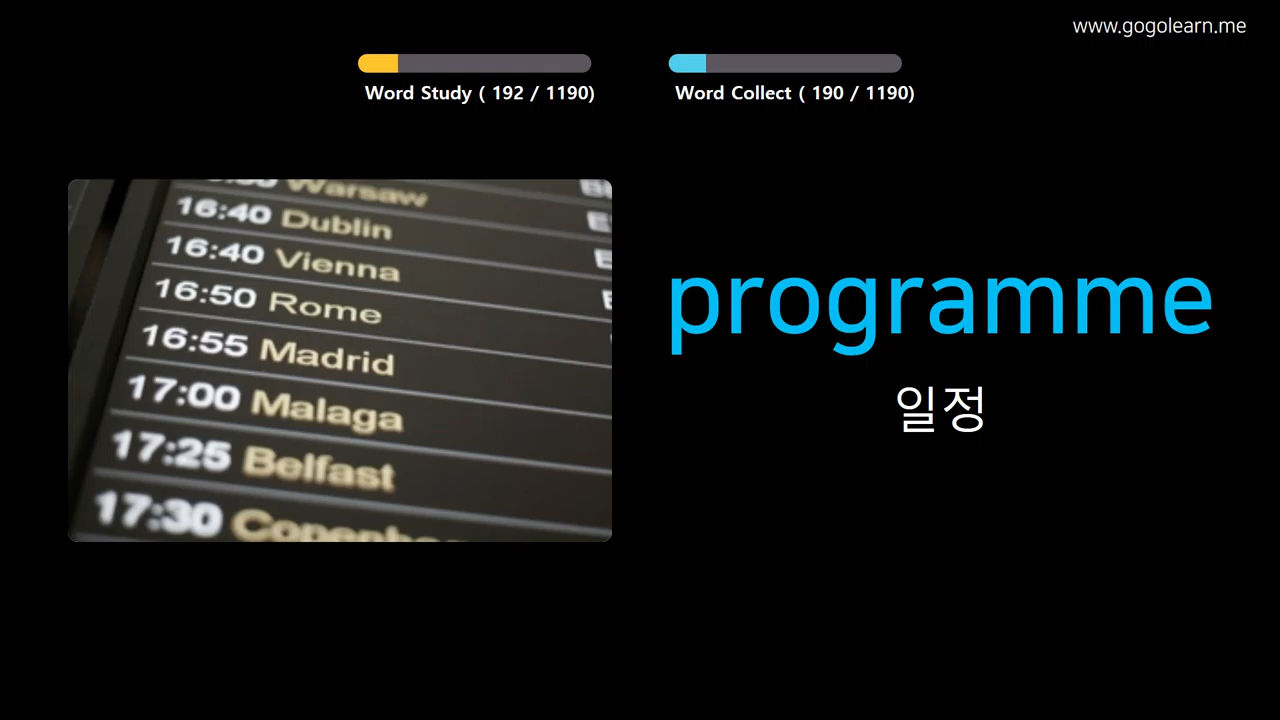 www.gogolearn.me
Word Study ( 192 / 1190)
Word Collect ( 190 / 1190)
Warsaw
16:40 Dublin
16:40 Vienna
16:50 Rome
16:55 Madrid
17:00 Malaga
17:25 Belfast
17:30
programme
일정